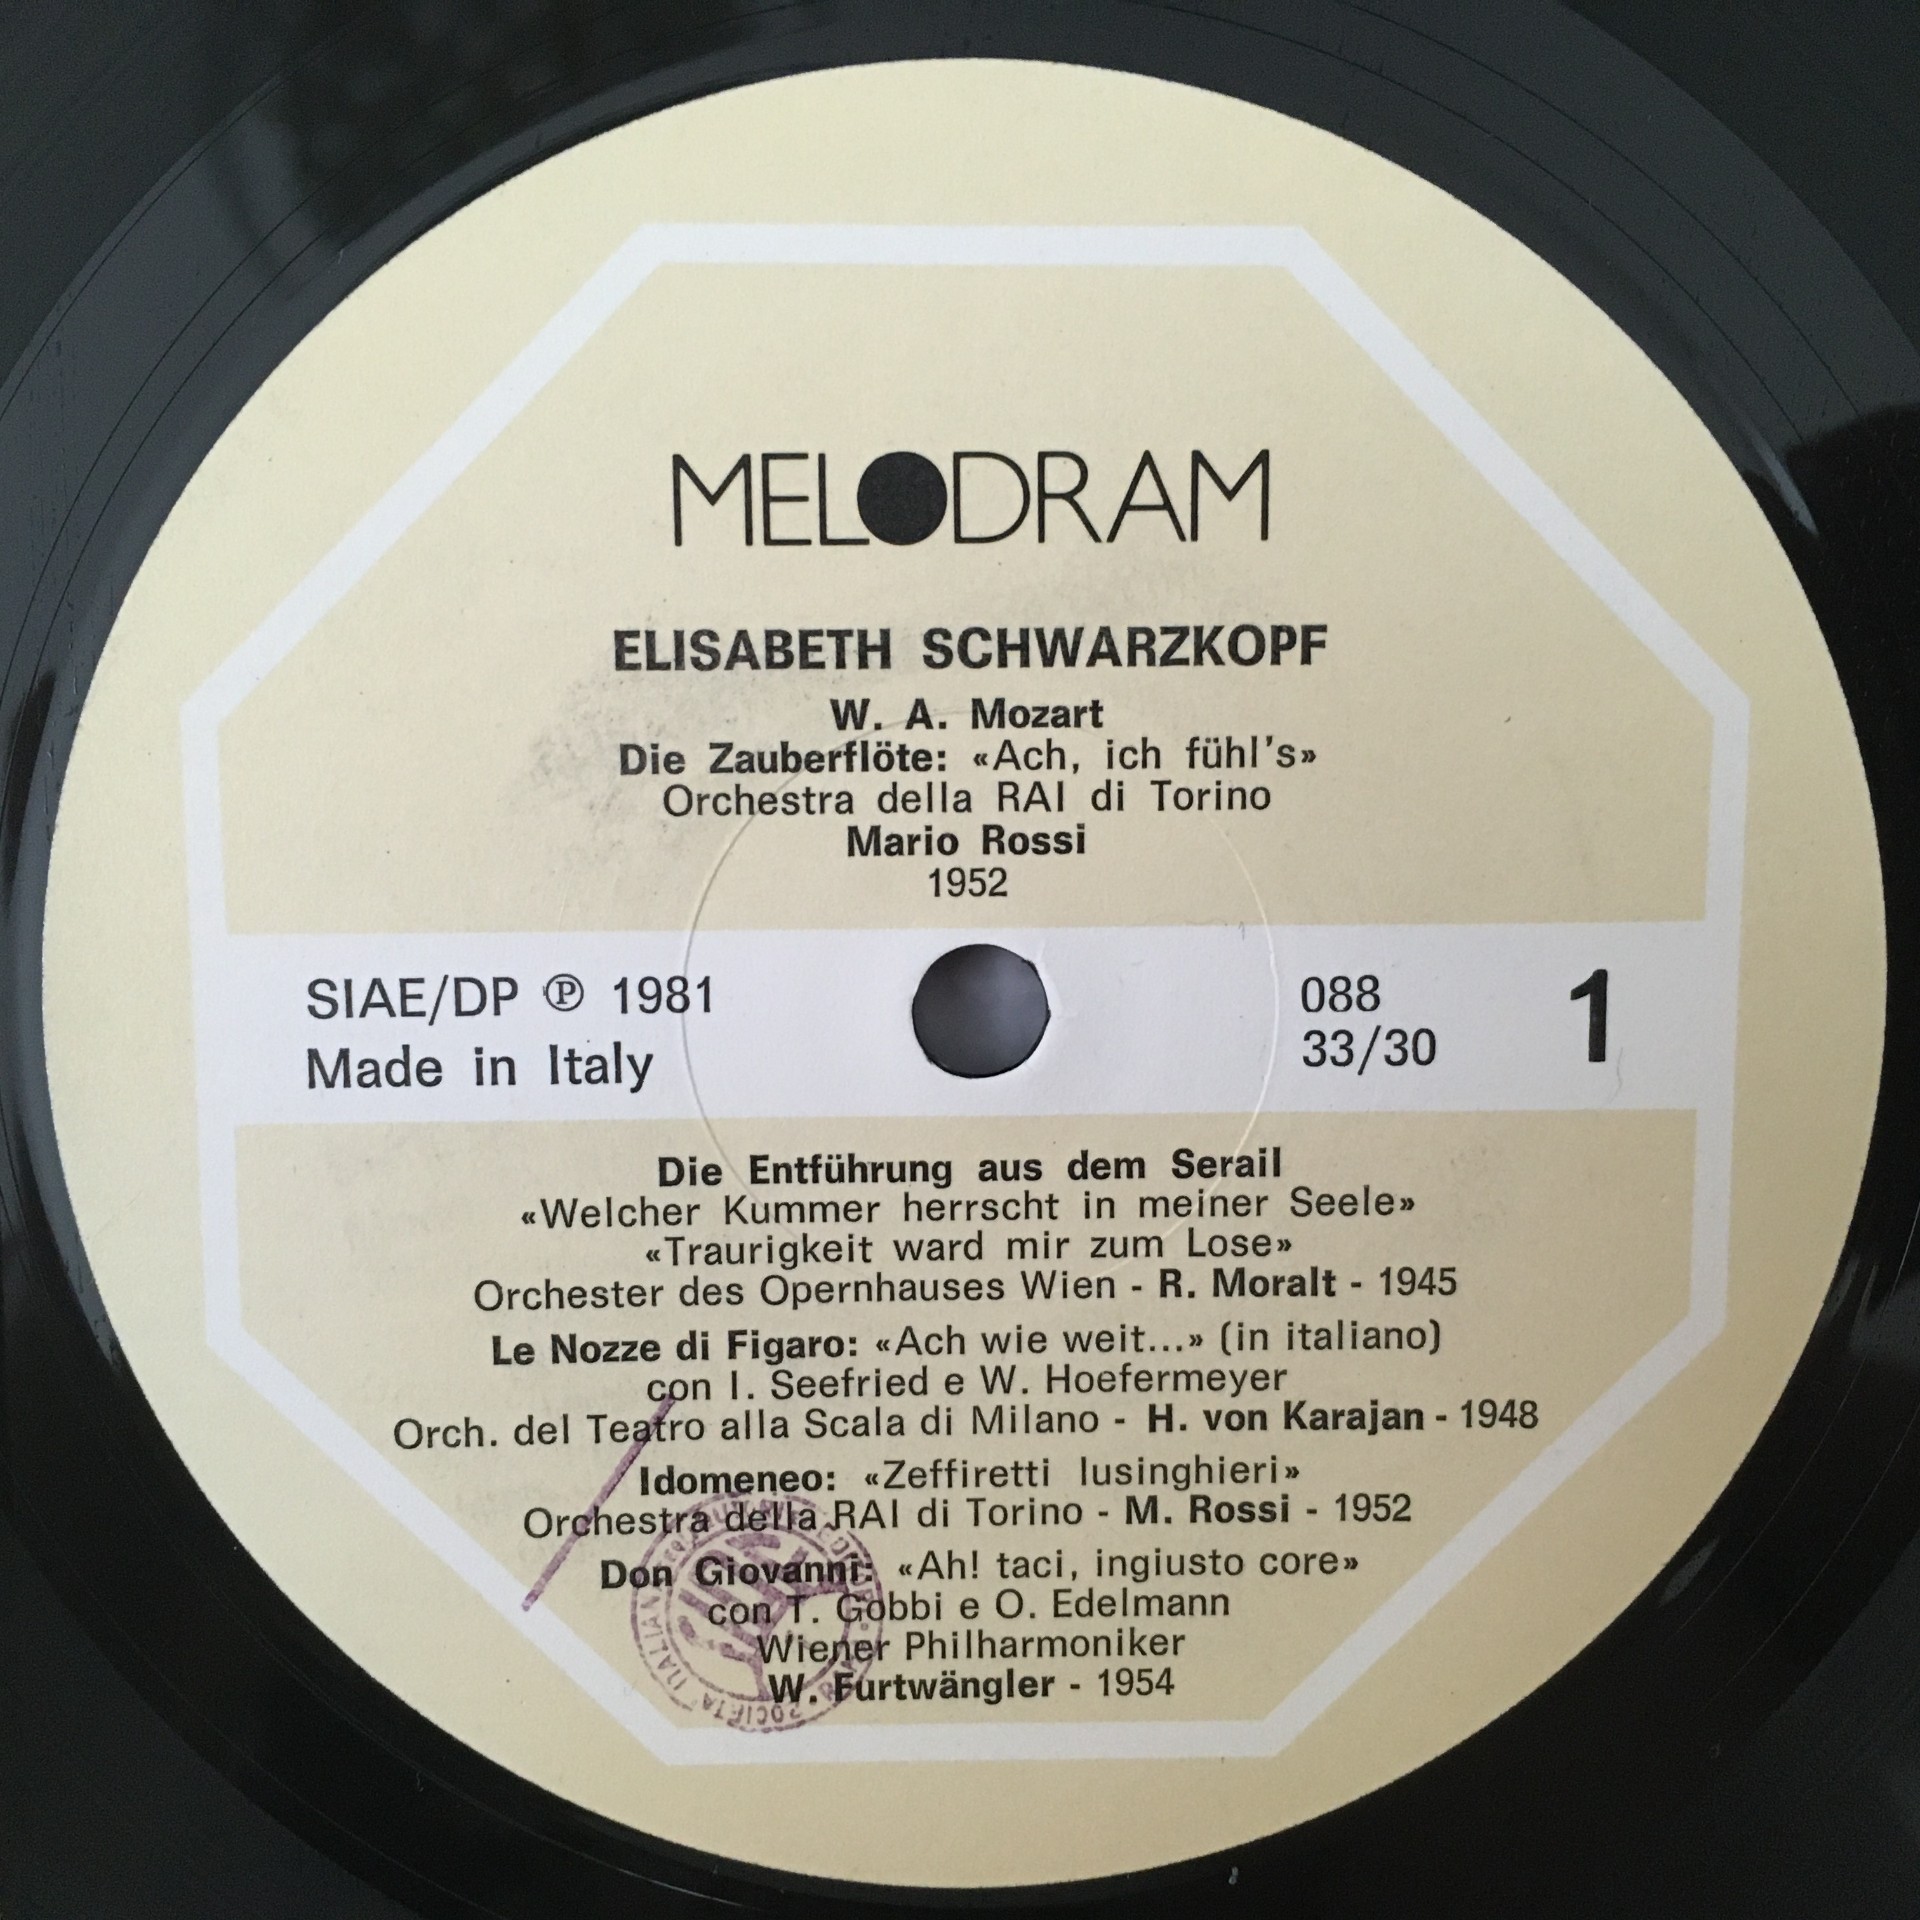 MELODRAM
ELISABETH SCHWARZKOPF
W. A. Mozart
Die Zauberflöte: «Ach, ich fühl's»
Orchestra della RAI di Torino
Mario Rossi
1952
SIAE/DP ℗ 1981
Made in Italy
088
33/30
1
Die Entführung aus dem Serail
«Welcher Kummer herrscht in meiner Seele»
«Traurigkeit ward mir zum Lose»
Orchester des Opernhauses Wien - R. Moralt - 1945
Le Nozze di Figaro: «Ach wie weit...» (in italiano)
con I. Seefried e W. Hoefermeyer
Orch. del Teatro alla Scala di Milano - H. von Karajan - 1948
Idomeneo: «Zeffiretti lusinghieri»
Orchestra della RAI di Torino - M. Rossi - 1952
Don Giovanni: «Ah! taci, ingiusto core»
con T. Gobbi e O. Edelmann
Wiener Philharmoniker
W. Furtwängler - 1954
SOCIETA' ITALIANA